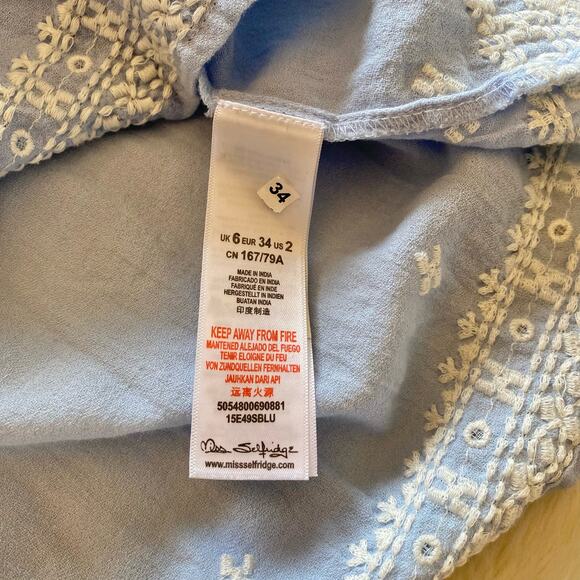 34
UK 6 EUR 34 US 2
CN 167/79A
MADE IN INDIA
FABRICADO EN INDIA
FABRIQUÉ EN INDE
HERGESTELLT IN INDIEN
BUATAN INDIA
印度制造
KEEP AWAY FROM FIRE
MANTENED ALEJADO DEL FUEGO
TENIR ELOIGNE DU FEU
VON ZUNDQUELLEN FERNHALTEN
JAUHKAN DARI API
远离火源
5054800690881
15E49SBLU
Miss Selfridge
www.missselfridge.com